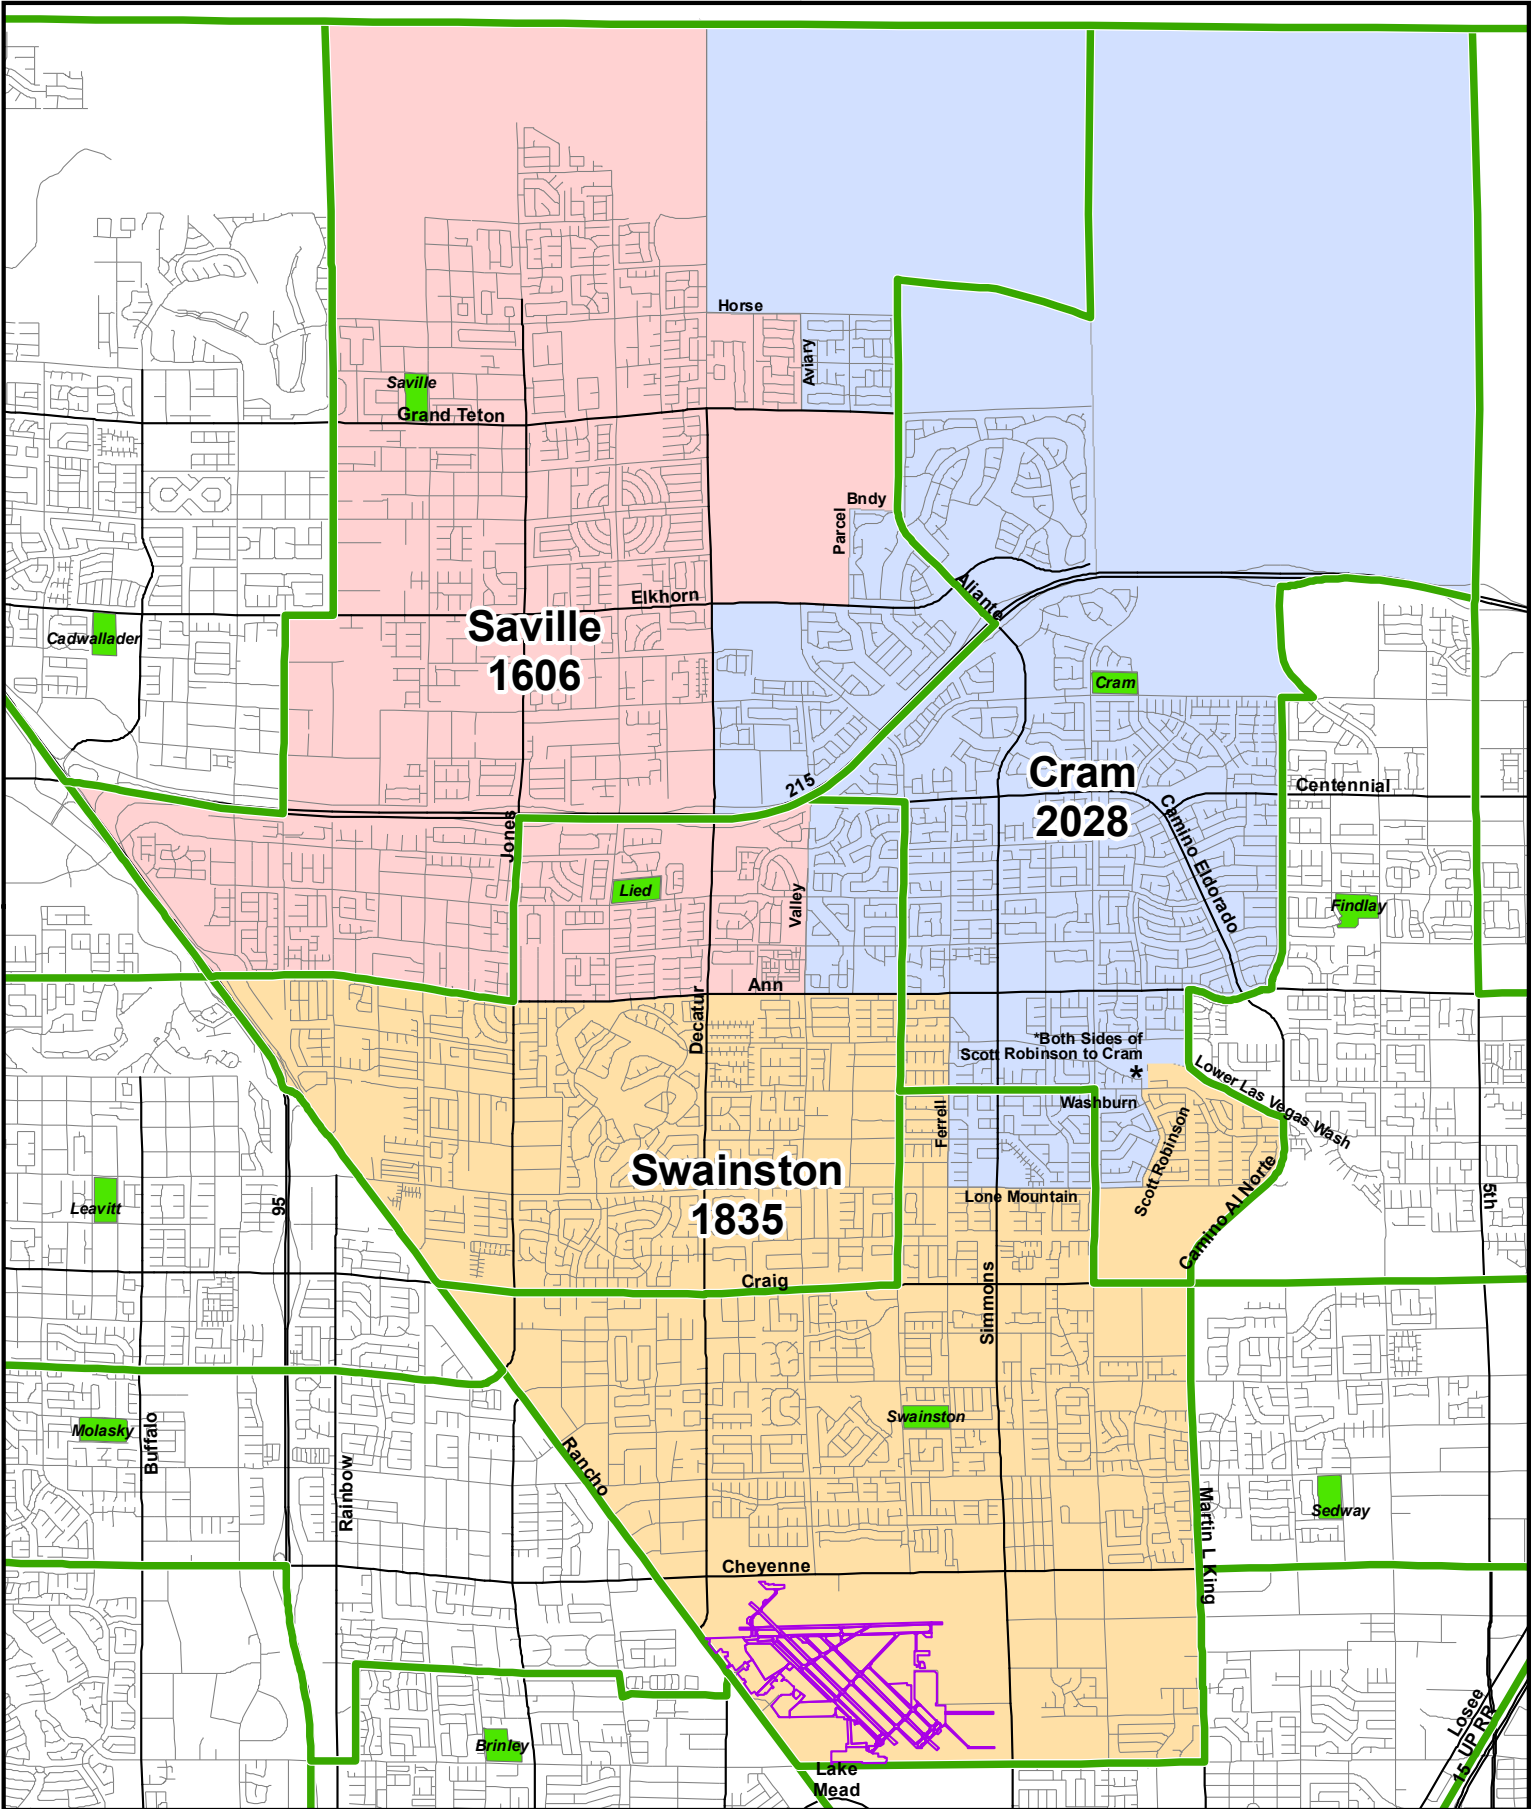 Horse
Aviary
Saville
Grand Teton
Bndy
Parcel
Aliante
Elkhorn
Saville
1606
Cadwallader
Cram
Cram
2028
215
Centennial
Camino Eldorado
Jones
Lied
Valley
Findlay
Ann
Decatur
*Both Sides of
Scott Robinson to Cram
*
Lower Las Vegas Wash
Washburn
Ferrell
Scott Robinson
Swainston
1835
Lone Mountain
Camino Al Norte
Leavitt
95
5th
Craig
Simmons
Swainston
Molasky
Buffalo
Rainbow
Rancho
Sedway
Martin L King
Cheyenne
Brinley
Lake
Mead
Losee
UP RR
15